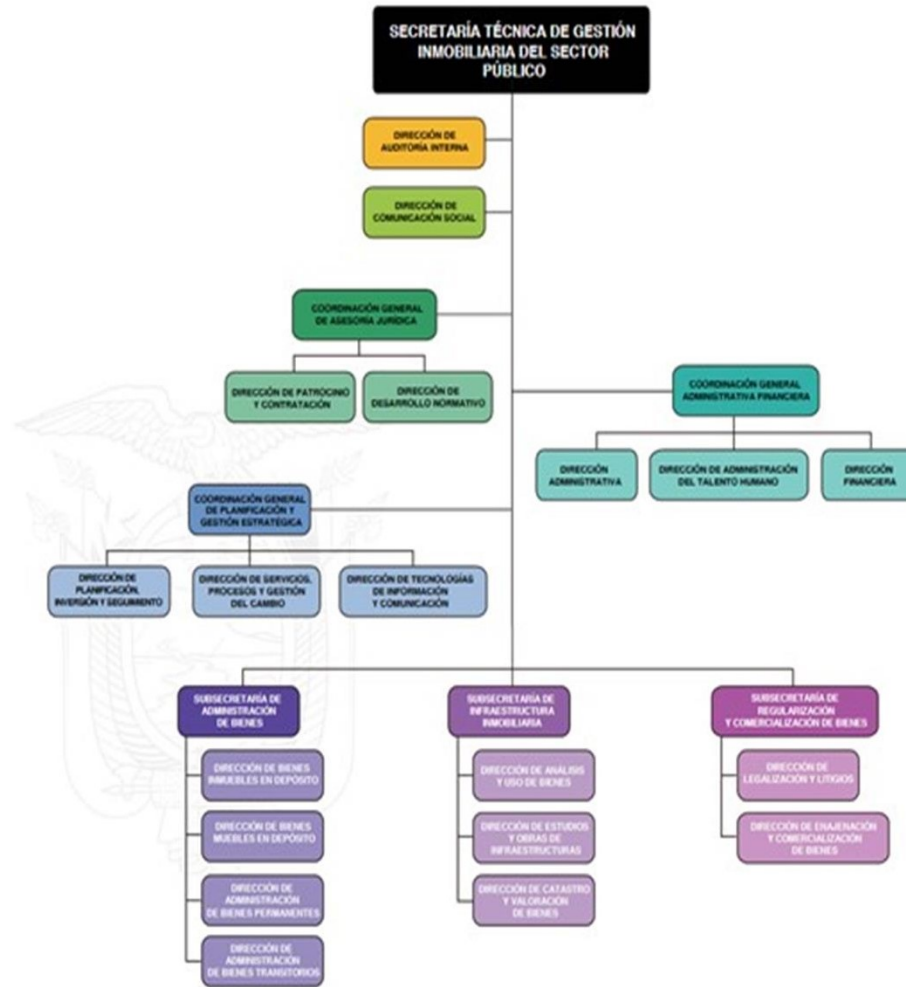 SECRETARÍA TÉCNICA DE GESTIÓN
INMOBILIARIA DEL SECTOR
PÚBLICO
DIRECCIÓN DE
AUDITORÍA INTERNA
DIRECCIÓN DE
COMUNICACIÓN SOCIAL
COORDINACIÓN GENERAL
DE ASESORÍA JURÍDICA
DIRECCIÓN DE PATROCINIO
Y CONTRATACIÓN
DIRECCIÓN DE
DESARROLLO NORMATIVO
COORDINACIÓN GENERAL
ADMINISTRATIVA FINANCIERA
DIRECCIÓN
ADMINISTRATIVA
DIRECCIÓN DE ADMINISTRACIÓN
DEL TALENTO HUMANO
DIRECCIÓN
FINANCIERA
COORDINACIÓN GENERAL
DE PLANIFICACIÓN Y
GESTIÓN ESTRATÉGICA
DIRECCIÓN DE
PLANIFICACIÓN,
INVERSIÓN Y SEGUIMIENTO
DIRECCIÓN DE SERVICIOS,
PROCESOS Y GESTIÓN
DEL CAMBIO
DIRECCIÓN DE TECNOLOGÍAS
DE INFORMACIÓN
Y COMUNICACIÓN
SUBSECRETARÍA DE
ADMINISTRACIÓN
DE BIENES
DIRECCIÓN DE BIENES
INMUEBLES EN DEPÓSITO
DIRECCIÓN DE BIENES
MUEBLES EN DEPÓSITO
DIRECCIÓN DE
ADMINISTRACIÓN
DE BIENES PERMANENTES
DIRECCIÓN DE
ADMINISTRACIÓN
DE BIENES TRANSITORIOS
SUBSECRETARÍA DE
INFRAESTRUCTURA
INMOBILIARIA
DIRECCIÓN DE ANÁLISIS
Y USO DE BIENES
DIRECCIÓN DE ESTUDIOS
Y OBRAS DE
INFRAESTRUCTURAS
DIRECCIÓN DE CATASTRO
Y VALORACIÓN
DE BIENES
SUBSECRETARÍA DE
REGULARIZACIÓN
Y COMERCIALIZACIÓN DE BIENES
DIRECCIÓN DE
LEGALIZACIÓN Y LITIGIOS
DIRECCIÓN DE ENAJENACIÓN
Y COMERCIALIZACIÓN
DE BIENES